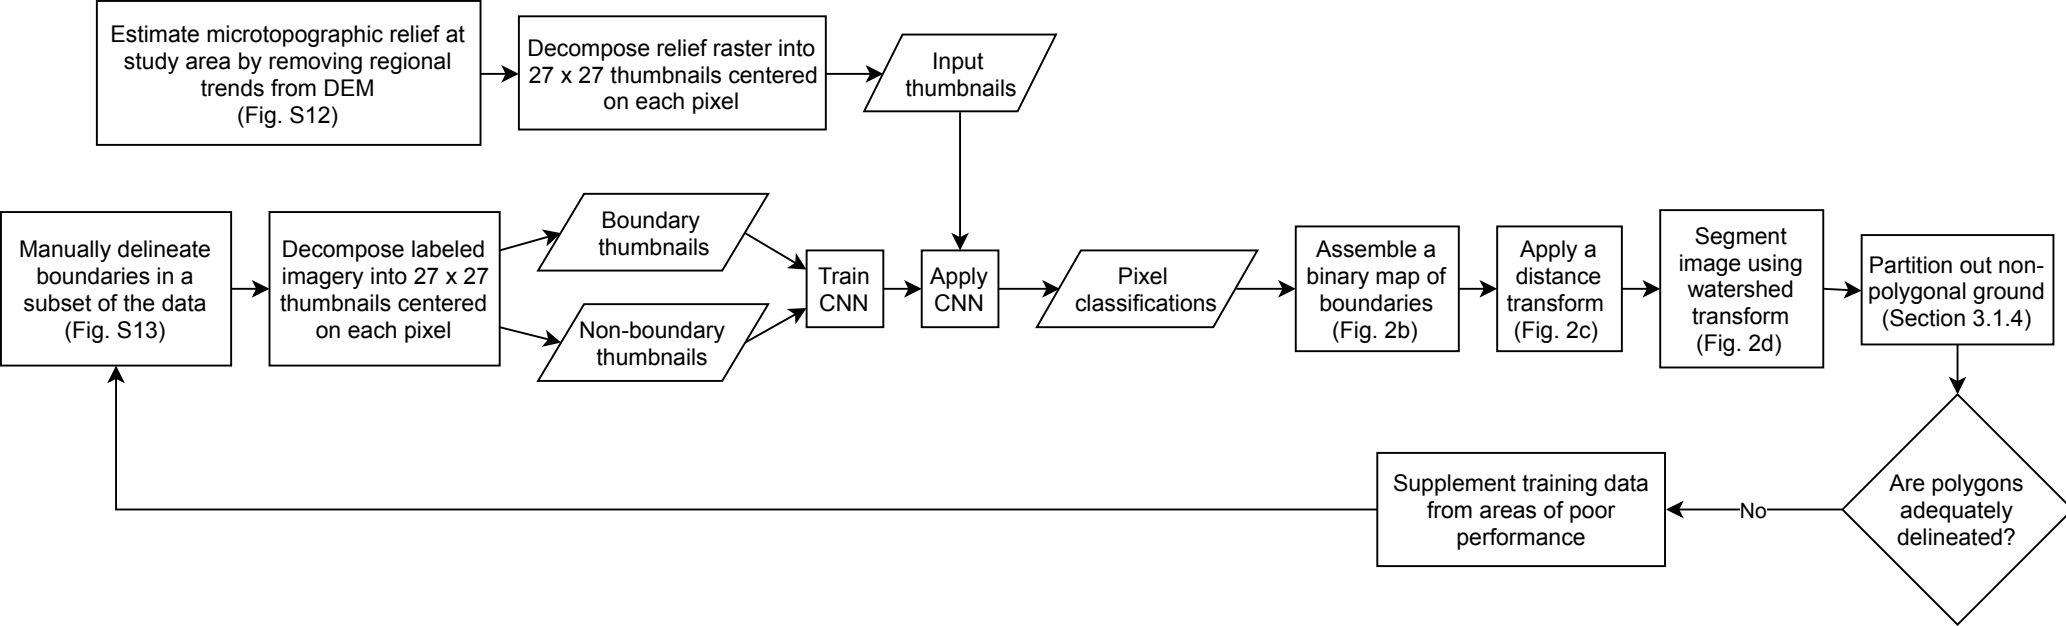 Estimate microtopographic relief at
study area by removing regional
trends from DEM
(Fig. S12)
Decompose relief raster into
27 x 27 thumbnails centered
on each pixel
Input
thumbnails
Manually delineate
boundaries in a
subset of the data
(Fig. S13)
Decompose labeled
imagery into 27 x 27
thumbnails centered
on each pixel
Boundary
thumbnails
Non-boundary
thumbnails
Train
CNN
Apply
CNN
Pixel
classifications
Assemble a
binary map of
boundaries
(Fig. 2b)
Apply a
distance
transform
(Fig. 2c)
Segment
image using
watershed
transform
(Fig. 2d)
Partition out non-
polygonal ground
(Section 3.1.4)
Are polygons
adequately
delineated?
No
Supplement training data
from areas of poor
performance